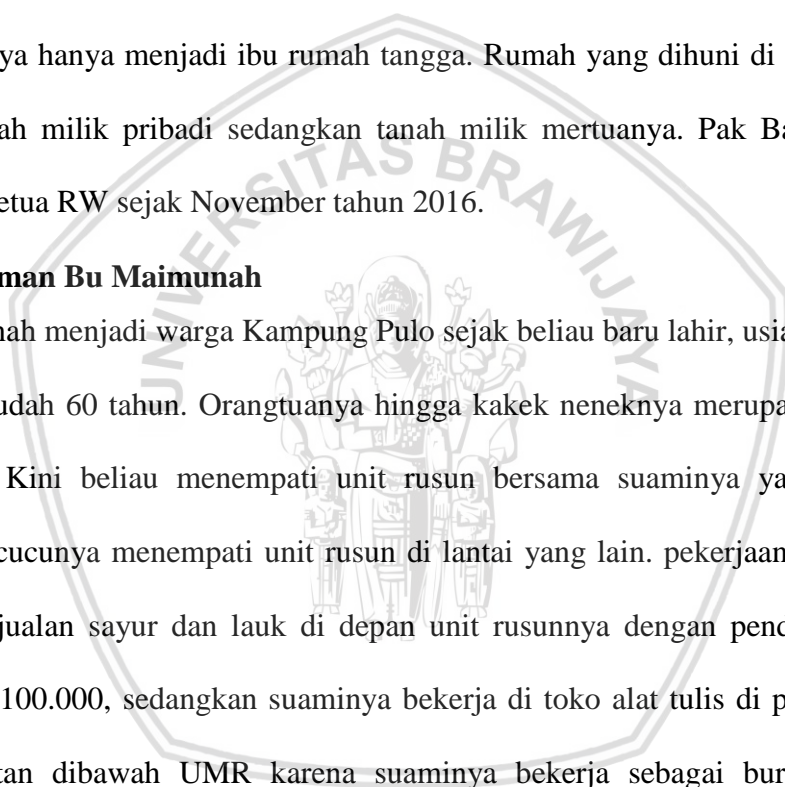 ya hanya menjadi ibu rumah tangga. Rumah yang dihuni di
ah milik pribadi sedangkan tanah milik mertuanya. Pak Ba
etua RW sejak November tahun 2016.
man Bu Maimunah
nah menjadi warga Kampung Pulo sejak beliau baru lahir, usia
udah 60 tahun. Orangtuanya hingga kakek neneknya merupa
Kini beliau menempati unit rusun bersama suaminya ya
cucunya menempati unit rusun di lantai yang lain. pekerjaan
jualan sayur dan lauk di depan unit rusunnya dengan pend
100.000, sedangkan suaminya bekerja di toko alat tulis di p
tan dibawah UMR karena suaminya bekerja sebagai bur
UNIVERSITAS BRAWIJAYA